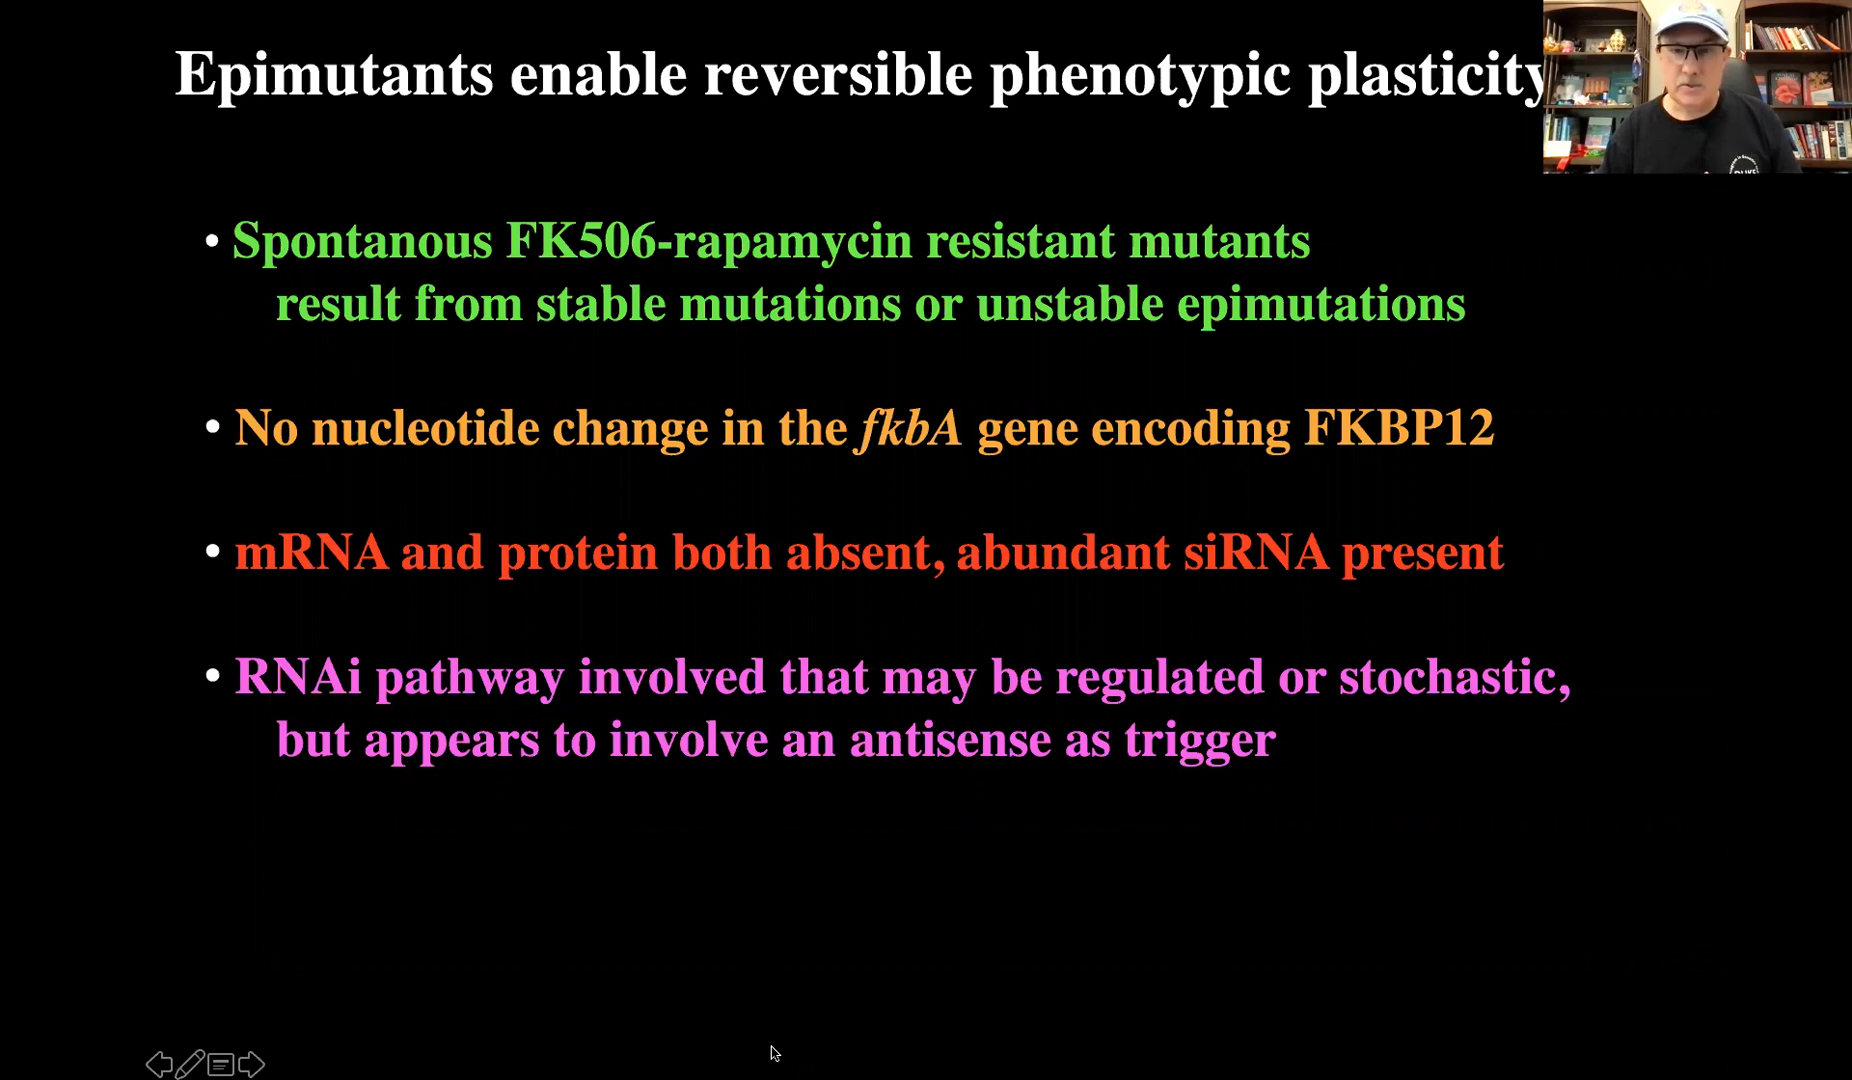 Epimutants enable reversible phenotypic plasticity
• Spontanous FK506-rapamycin resistant mutants
result from stable mutations or unstable epimutations
• No nucleotide change in the fkbA gene encoding FKBP12
• mRNA and protein both absent, abundant siRNA present
• RNAi pathway involved that may be regulated or stochastic,
but appears to involve an antisense as trigger